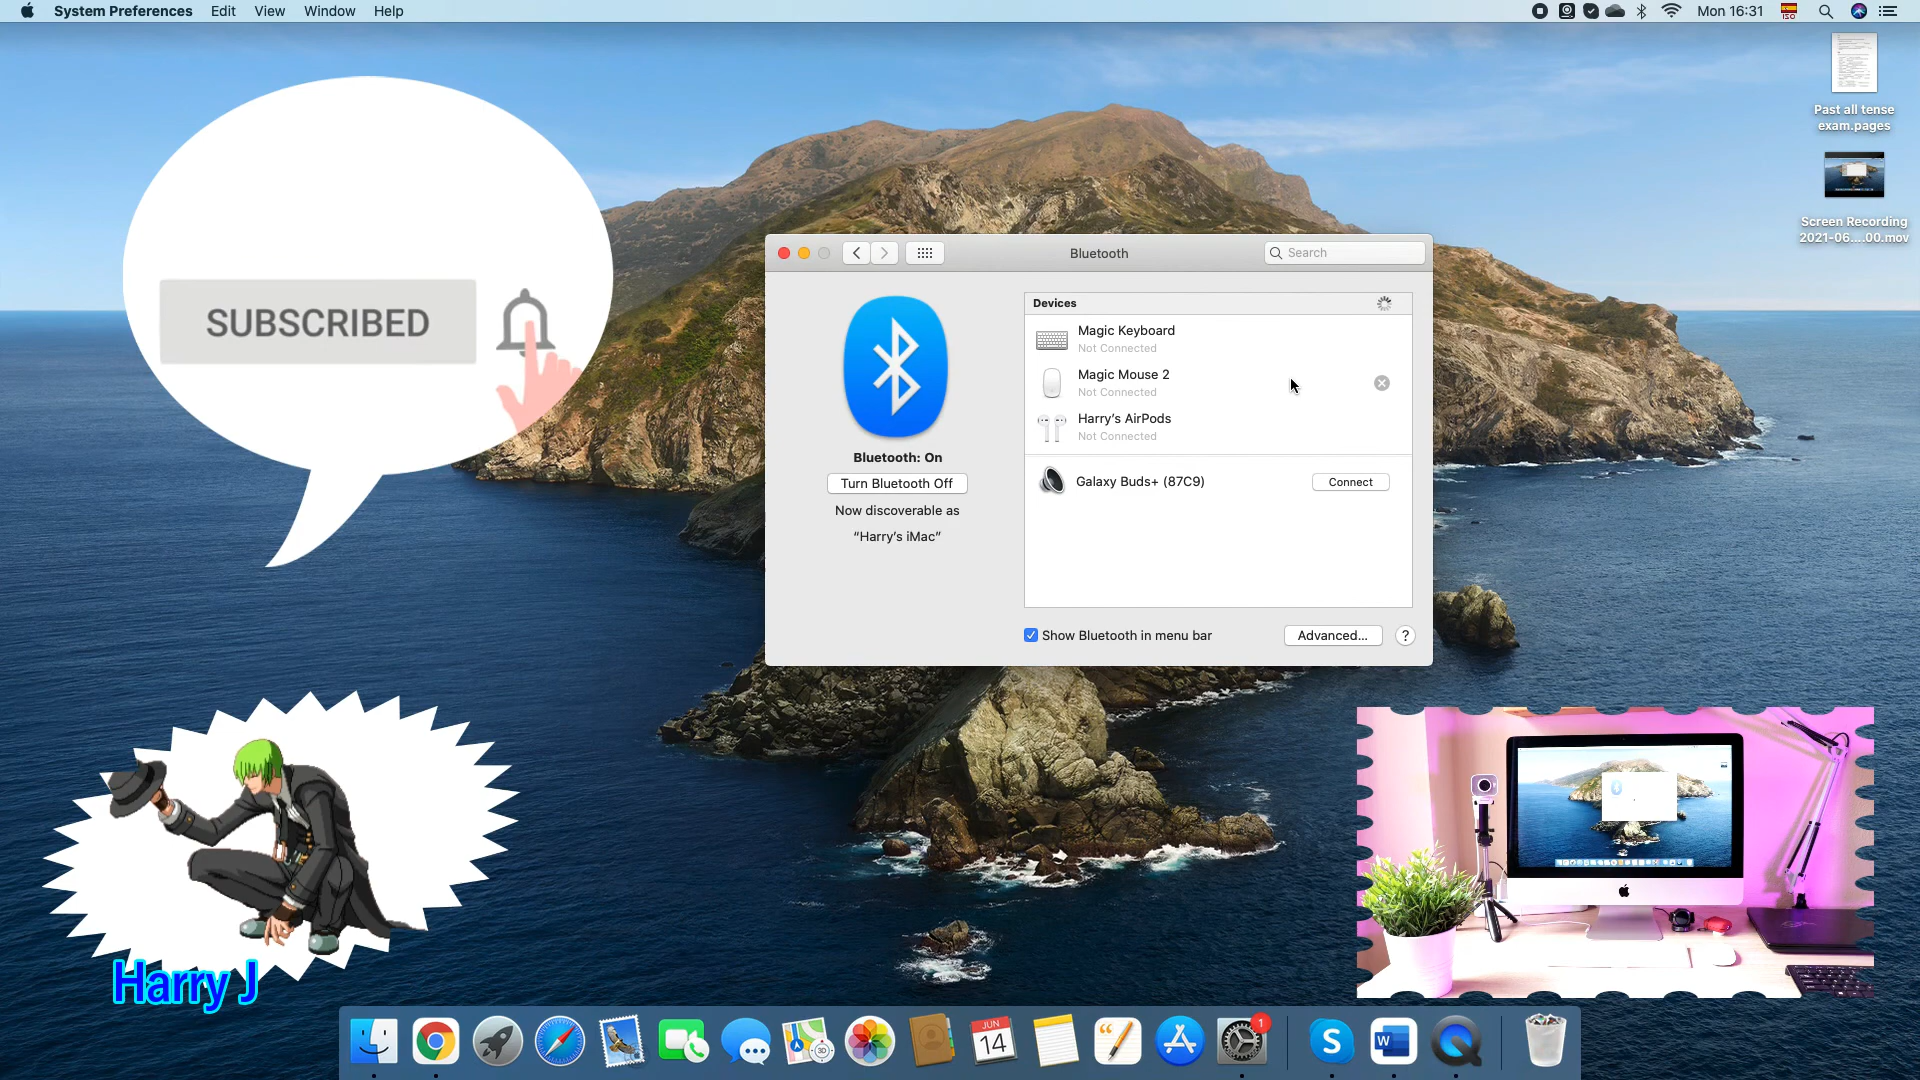 System Preferences Edit View Window Help
Mon 16:31
ISO
Past all tense
exam.pages
Screen Recording
2021-06....00.mov
SUBSCRIBED
Bluetooth
Search
Devices
Magic Keyboard
Not Connected
Magic Mouse 2
Not Connected
Harry's AirPods
Not Connected
Galaxy Buds+ (87C9)
Connect
Bluetooth: On
Turn Bluetooth Off
Now discoverable as
“Harry's iMac”
Show Bluetooth in menu bar
Advanced...
?
Harry J
JUN
14
3D
1
S
W